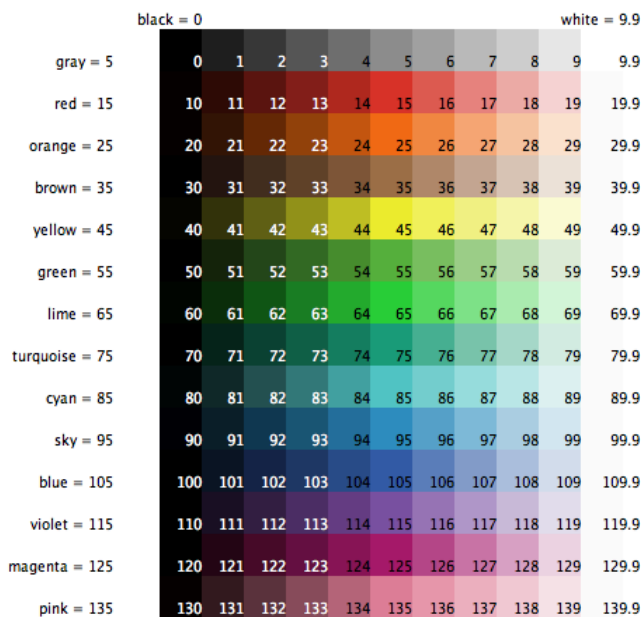 black = 0 white = 9.9
gray = 5 0 1 2 3 4 5 6 7 8 9 9.9
red = 15 10 11 12 13 14 15 16 17 18 19 19.9
orange = 25 20 21 22 23 24 25 26 27 28 29 29.9
brown = 35 30 31 32 33 34 35 36 37 38 39 39.9
yellow = 45 40 41 42 43 44 45 46 47 48 49 49.9
green = 55 50 51 52 53 54 55 56 57 58 59 59.9
lime = 65 60 61 62 63 64 65 66 67 68 69 69.9
turquoise = 75 70 71 72 73 74 75 76 77 78 79 79.9
cyan = 85 80 81 82 83 84 85 86 87 88 89 89.9
sky = 95 90 91 92 93 94 95 96 97 98 99 99.9
blue = 105 100 101 102 103 104 105 106 107 108 109 109.9
violet = 115 110 111 112 113 114 115 116 117 118 119 119.9
magenta = 125 120 121 122 123 124 125 126 127 128 129 129.9
pink = 135 130 131 132 133 134 135 136 137 138 139 139.9